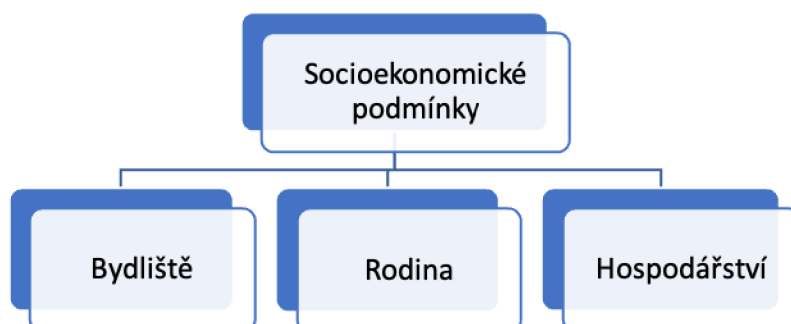 Socioekonomické
podmínky
Bydliště
Rodina
Hospodářství